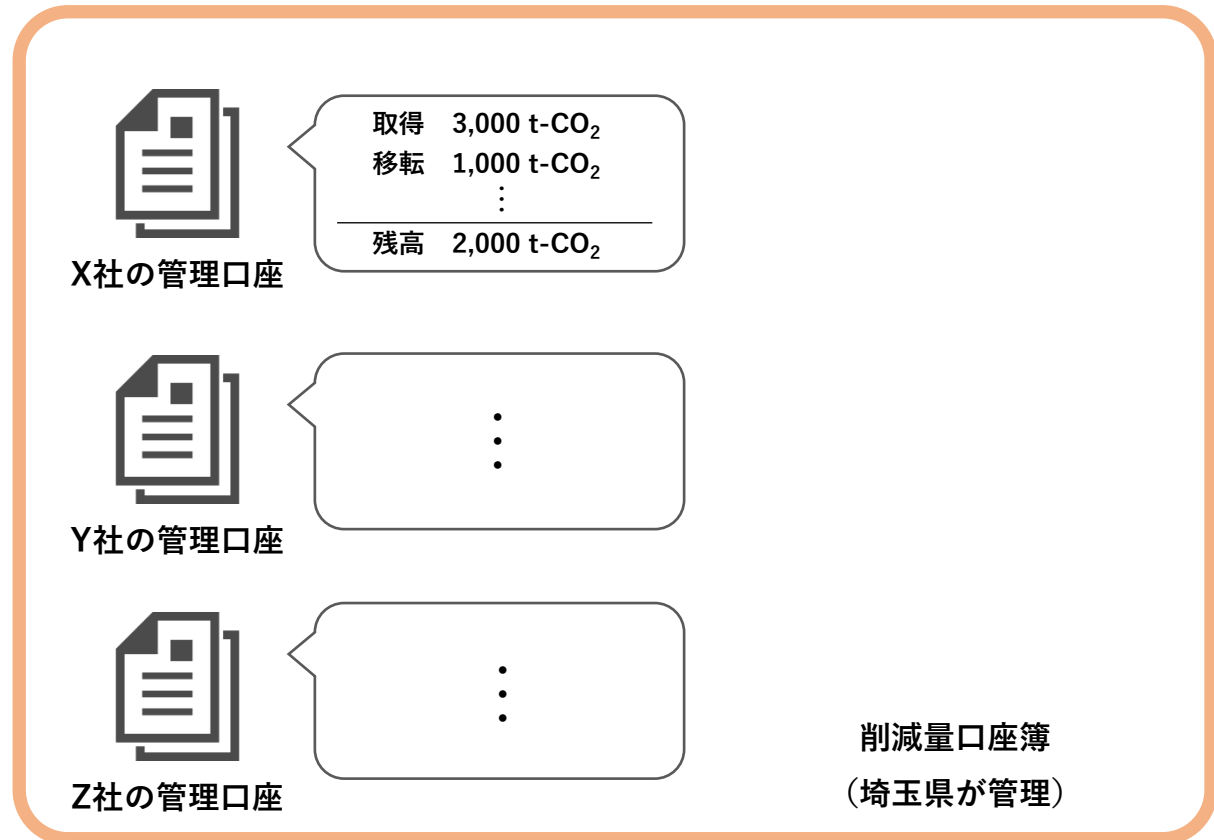 取得 3,000 t-CO₂
移転 1,000 t-CO₂
⋮
残高 2,000 t-CO₂
X社の管理口座
⋮
Y社の管理口座
⋮
Z社の管理口座
削減量口座簿
（埼玉県が管理）